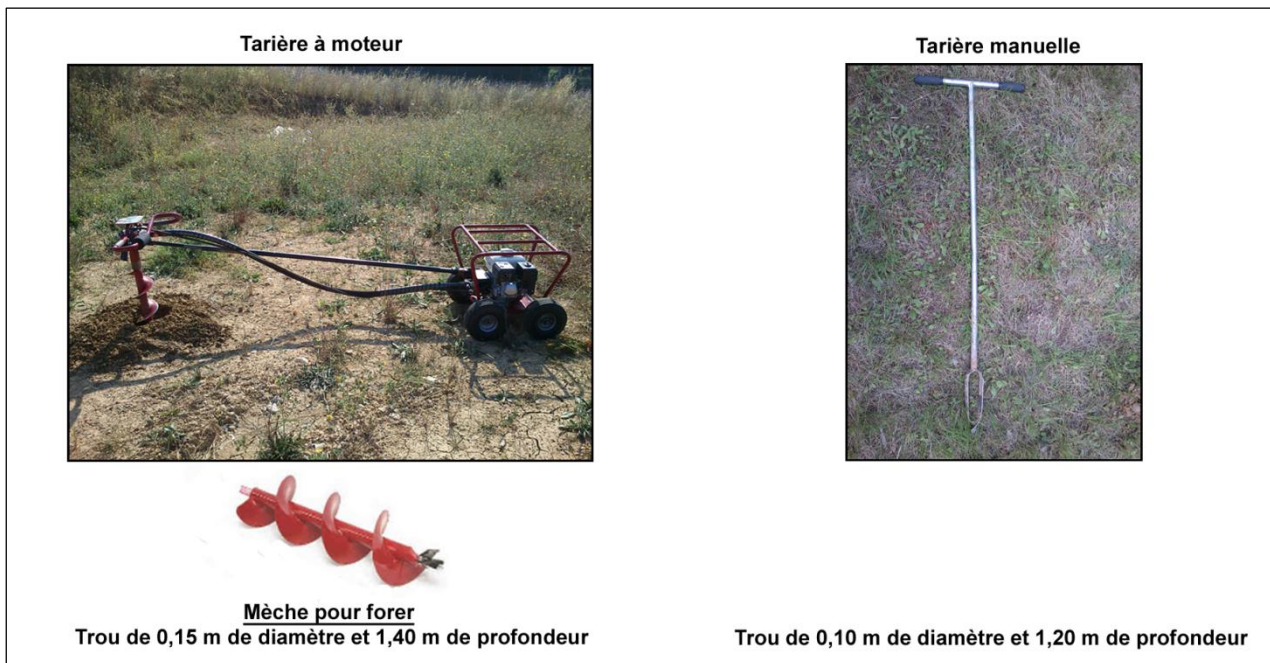 Tarière à moteur
Tarière manuelle
Mèche pour forer
Trou de 0,15 m de diamètre et 1,40 m de profondeur
Trou de 0,10 m de diamètre et 1,20 m de profondeur